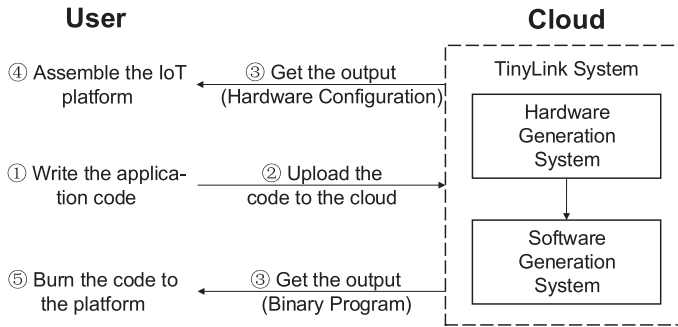 User
Cloud
④ Assemble the IoT
platform
③ Get the output
(Hardware Configuration)
TinyLink System
Hardware
Generation
System
① Write the applica-
tion code
② Upload the
code to the cloud
Software
Generation
System
⑤ Burn the code to
the platform
③ Get the output
(Binary Program)